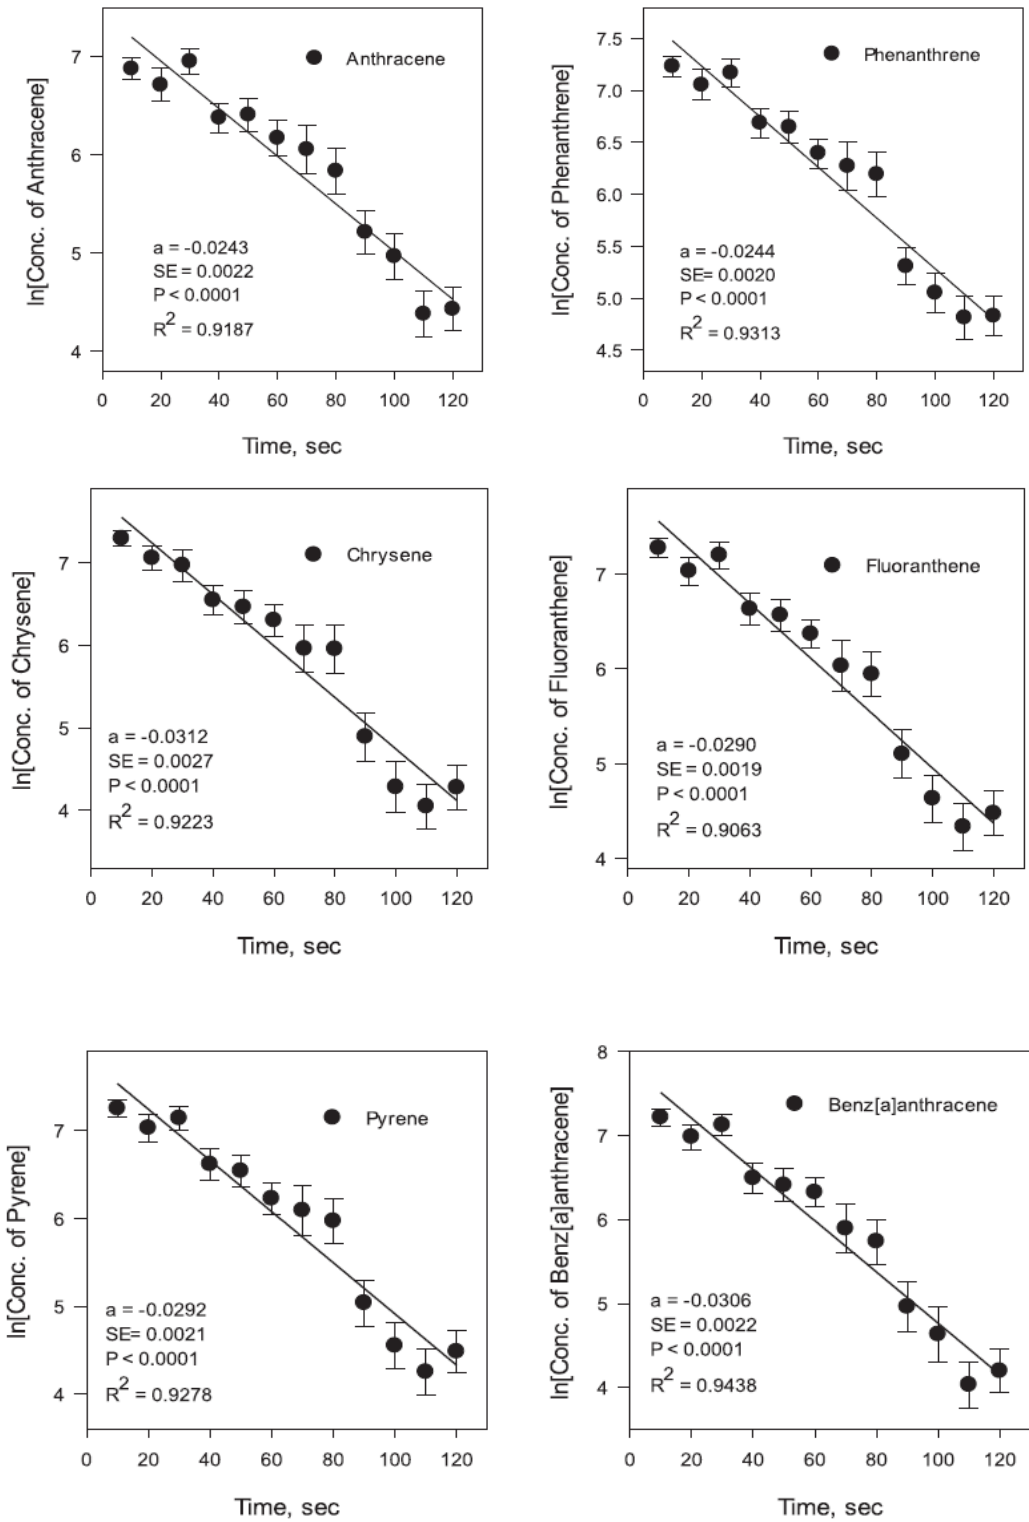 ln[Conc. of Anthracene]
7
6
5
4
Anthracene
a = -0.0243
SE = 0.0022
P < 0.0001
R2 = 0.9187
0 20 40 60 80 100 120
Time, sec
ln[Conc. of Phenanthrene]
7.5
7.0
6.5
6.0
5.5
5.0
4.5
Phenanthrene
a = -0.0244
SE= 0.0020
P < 0.0001
R2 = 0.9313
0 20 40 60 80 100 120
Time, sec
ln[Conc. of Chrysene]
7
6
5
4
Chrysene
a = -0.0312
SE = 0.0027
P < 0.0001
R2 = 0.9223
0 20 40 60 80 100 120
Time, sec
ln[Conc. of Fluoranthene]
7
6
5
4
Fluoranthene
a = -0.0290
SE = 0.0019
P < 0.0001
R2 = 0.9063
0 20 40 60 80 100 120
Time, sec
ln[Conc. of Pyrene]
7
6
5
4
Pyrene
a = -0.0292
SE= 0.0021
P < 0.0001
R2 = 0.9278
0 20 40 60 80 100 120
Time, sec
ln[Conc. of Benz[a]anthracene]
8
7
6
5
4
Benz[a]anthracene
a = -0.0306
SE = 0.0022
P < 0.0001
R2 = 0.9438
0 20 40 60 80 100 120
Time, sec